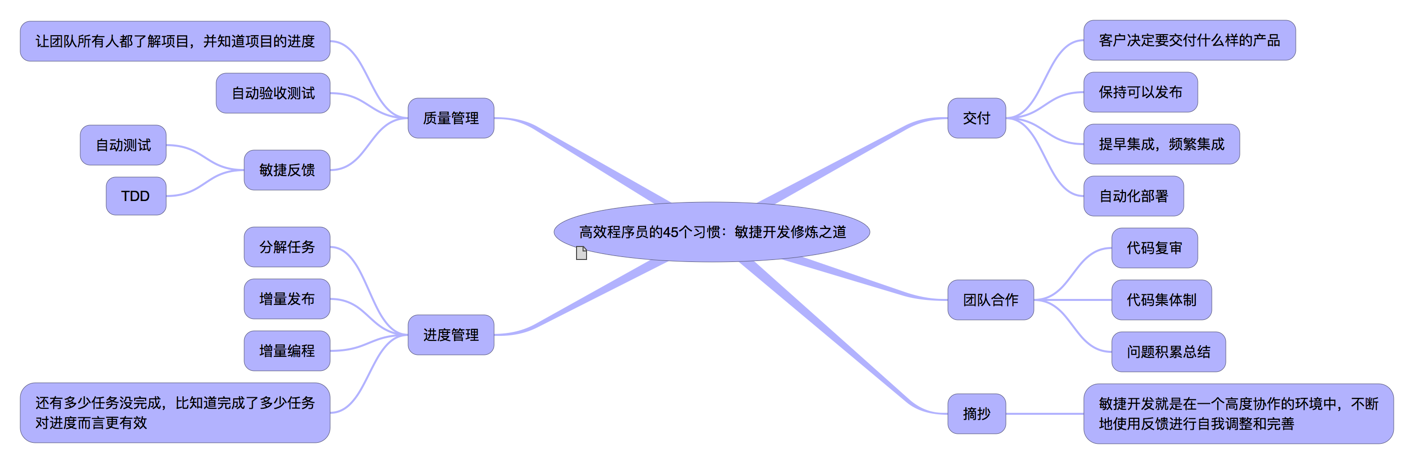 高效程序员的45个习惯：敏捷开发修炼之道
交付
客户决定要交付什么样的产品
保持可以发布
提早集成，频繁集成
自动化部署
团队合作
代码复审
代码集体制
问题积累总结
摘抄
敏捷开发就是在一个高度协作的环境中，不断
地使用反馈进行自我调整和完善
质量管理
让团队所有人都了解项目，并知道项目的进度
自动验收测试
敏捷反馈
自动测试
TDD
进度管理
分解任务
增量发布
增量编程
还有多少任务没完成，比知道完成了多少任务
对进度而言更有效